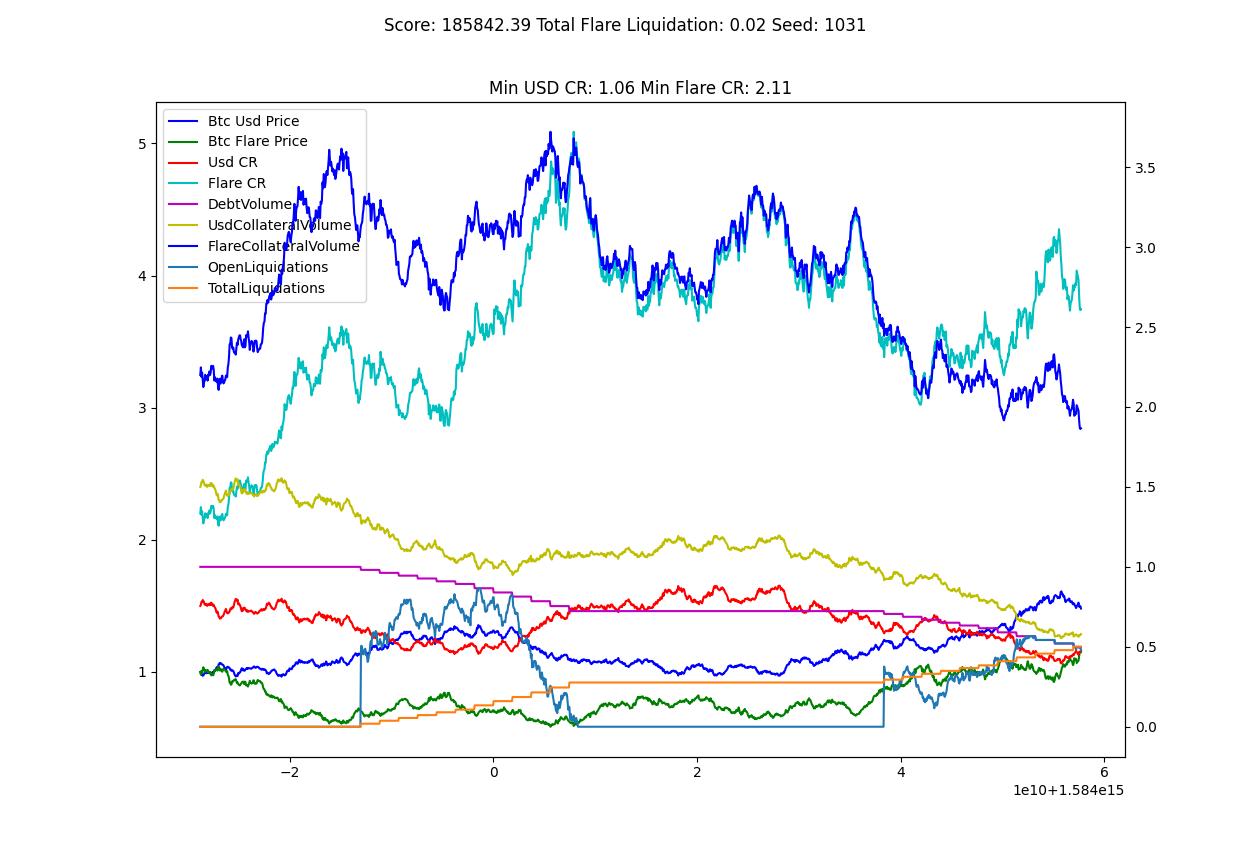 Score: 185842.39 Total Flare Liquidation: 0.02 Seed: 1031
Min USD CR: 1.06 Min Flare CR: 2.11
Btc Usd Price
Btc Flare Price
Usd CR
Flare CR
DebtVolume
UsdCollateralVolume
FlareCollateralVolume
OpenLiquidations
TotalLiquidations
5
4
3
2
1
3.5
3.0
2.5
2.0
1.5
1.0
0.5
0.0
−2 0 2 4 6
1e10+1.584e15